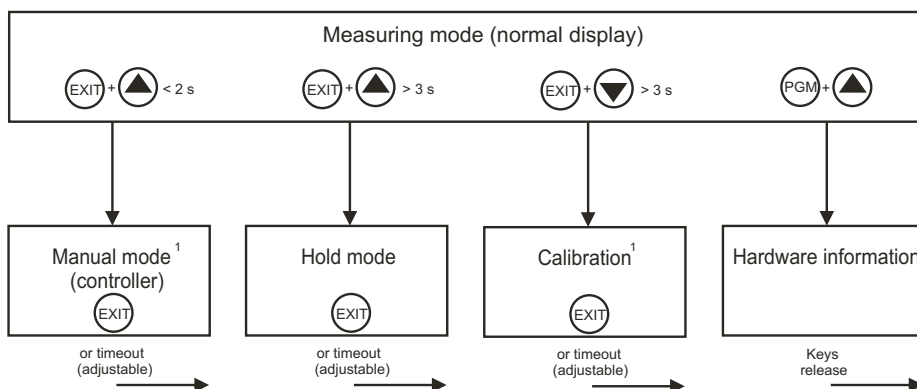 Measuring mode (normal display)
EXIT + < 2 s
EXIT + > 3 s
EXIT + > 3 s
PGM +
Manual mode 1
(controller)
EXIT
Hold mode
EXIT
Calibration 1
EXIT
Hardware information
or timeout
(adjustable)
or timeout
(adjustable)
or timeout
(adjustable)
Keys
release